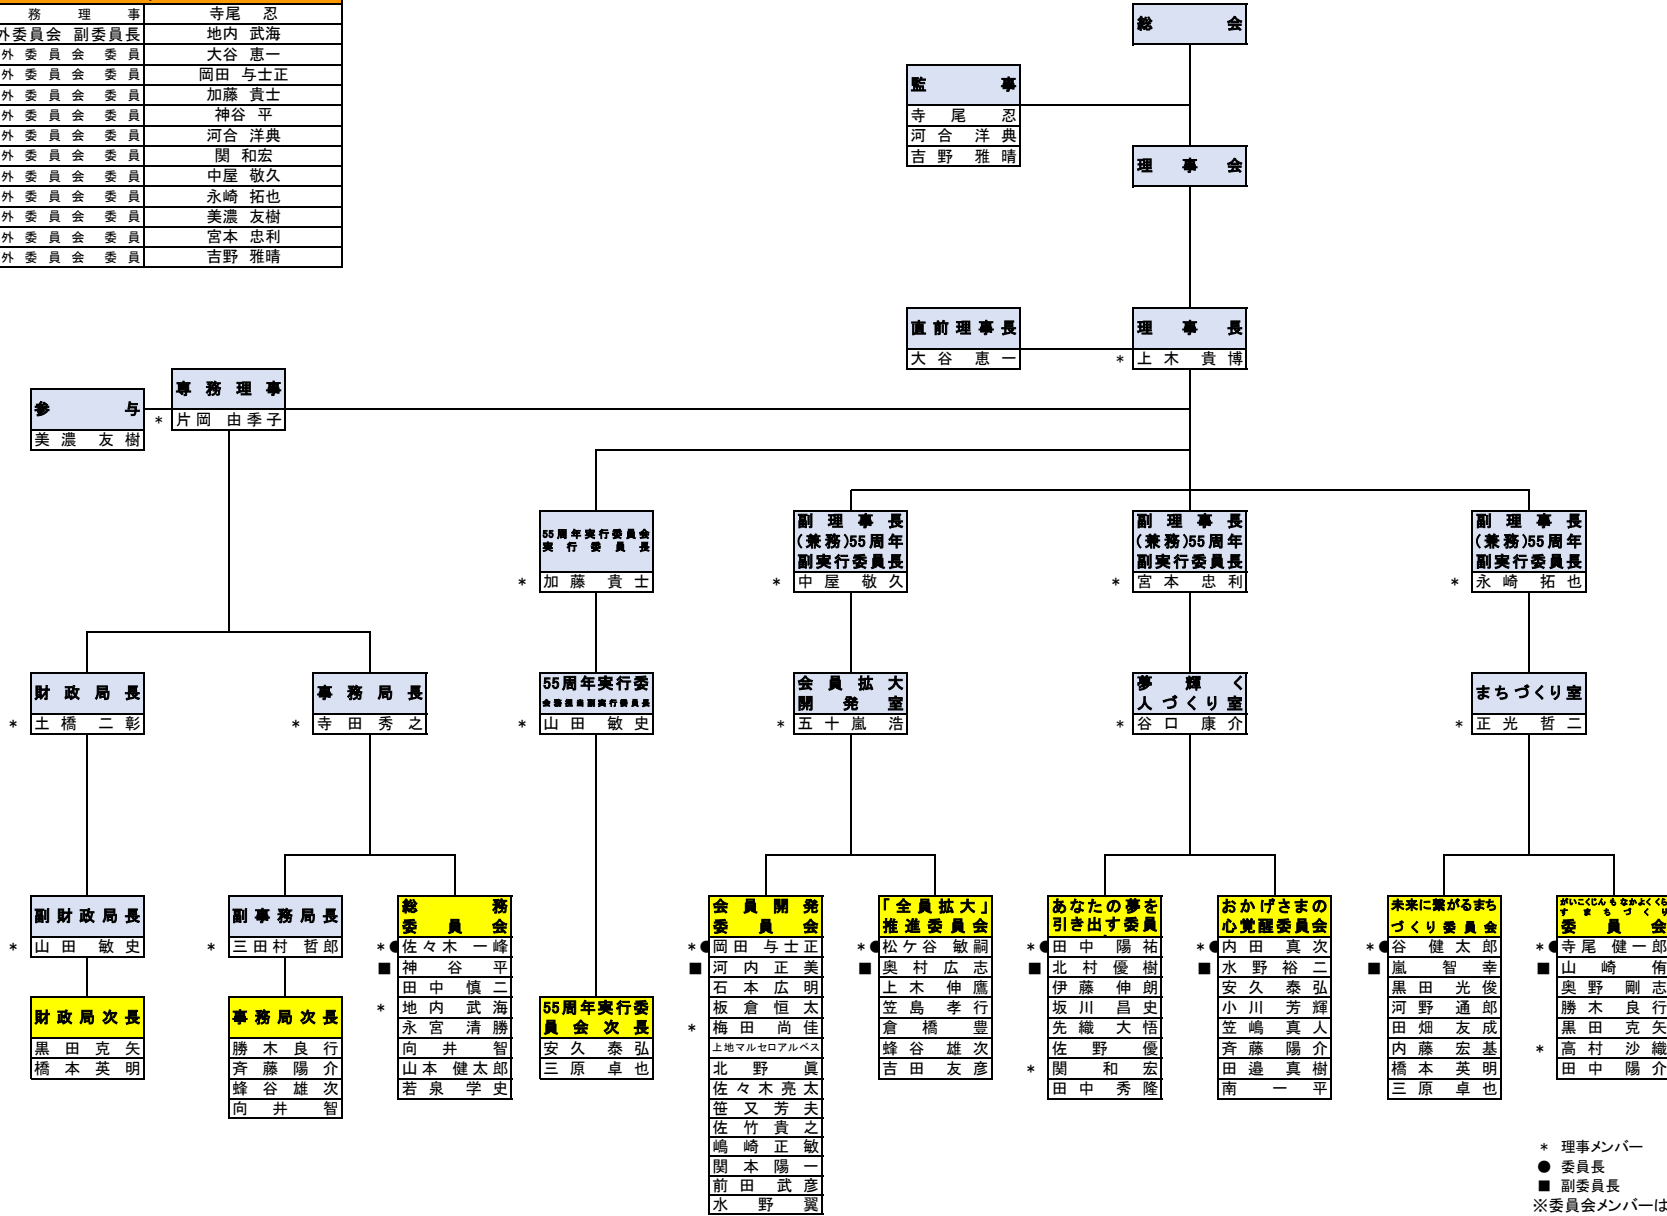 務理事 寺尾 忍
外委員会 副委員長 地内 武海
外委員会 委員 大谷 恵一
外委員会 委員 岡田 与士正
外委員会 委員 加藤 貴士
外委員会 委員 神谷 平
外委員会 委員 河合 洋典
外委員会 委員 関 和宏
外委員会 委員 中屋 敬久
外委員会 委員 永崎 拓也
外委員会 委員 美濃 友樹
外委員会 委員 宮本 忠利
外委員会 委員 吉野 雅晴
総会
監事
寺尾 忍
河合 洋典
吉野 雅晴
理事会
直前理事長
大谷 恵一
理事長
* 上木 貴博
参与
美濃 友樹
専務理事
* 片岡 由季子
55周年実行委員会
実行委員長
* 加藤 貴士
副理事長
(兼務)55周年
副実行委員長
* 中屋 敬久
副理事長
(兼務)55周年
副実行委員長
* 宮本 忠利
副理事長
(兼務)55周年
副実行委員長
* 永崎 拓也
財政局長
* 土橋 二彰
事務局長
* 寺田 秀之
55周年実行委
会務担当副実行委員長
* 山田 敏史
会員拡大
開発室
* 五十嵐 浩
夢輝く
人づくり室
* 谷口 康介
まちづくり室
* 正光 哲二
副財政局長
* 山田 敏史
財政局次長
黒田 克矢
橋本 英明
副事務局長
* 三田村 哲郎
事務局次長
勝木 良行
斉藤 陽介
蜂谷 雄次
向井 智
総務
委員会
*● 佐々木 一峰
■ 神谷 平
田中 慎二
* 地内 武海
永宮 清勝
向井 智
山本 健太郎
若泉 学史
55周年実行委
員会次長
安久 泰弘
三原 卓也
会員開発
委員会
*● 岡田 与士正
■ 河内 正美
石本 広明
板倉 恒太
* 梅田 尚佳
上地マルセロアルベス
北野 眞
佐々木 亮太
笹又 芳夫
佐竹 貴之
嶋崎 正敏
関本 陽一
前田 武彦
水野 翼
「全員拡大」
推進委員会
*● 松ケ谷 敏嗣
■ 奥村 広志
上木 伸鷹
笠島 孝行
倉橋 豊
蜂谷 雄次
吉田 友彦
あなたの夢を
引き出す委員
*● 田中 陽祐
■ 北村 優樹
伊藤 伸朗
坂川 昌史
先織 大悟
佐野 優
* 関 和宏
田中 秀隆
おかげさまの
心覚醒委員会
*● 内田 真次
■ 水野 裕二
安久 泰弘
小川 芳輝
笠嶋 真人
斉藤 陽介
田邉 真樹
南 一平
未来に繋がるまち
づくり委員会
*● 谷 健太郎
■ 嵐 智幸
黒田 光俊
河野 通郎
田畑 友成
内藤 宏基
橋本 英明
三原 卓也
がいこくじんもなかよくくら
すまちづくり
委員会
*● 寺尾 健一郎
■ 山崎 侑
奥野 剛志
勝木 良行
黒田 克矢
* 高村 沙織
田中 陽介
* 理事メンバー
● 委員長
■ 副委員長
※委員会メンバーは